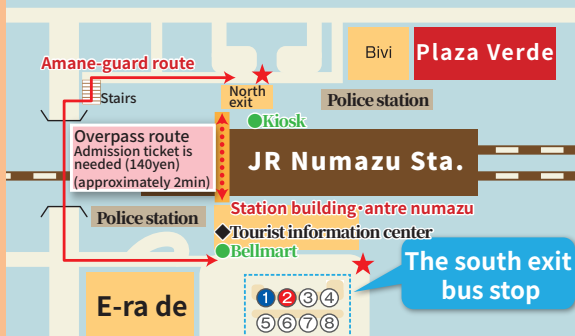 Bivi
Plaza Verde
Amane-guard route
Stairs
North
exit
Police station
Kiosk
Overpass route
Admission ticket is
needed (140yen)
(approximately 2min)
JR Numazu Sta.
Station building・antre numazu
Police station
Tourist information center
Bellmart
The south exit
bus stop
E-ra de
① ② ③ ④
⑤ ⑥ ⑦ ⑧